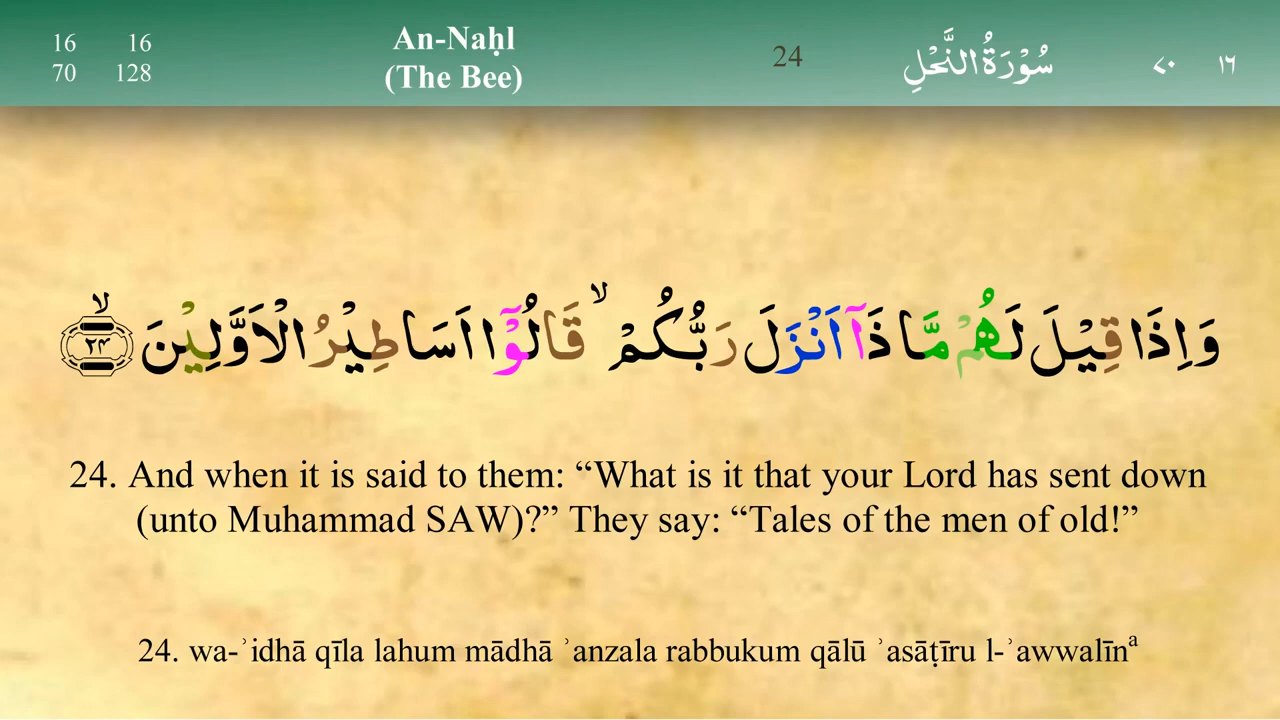 16 16
70 128
An-Naḥl
(The Bee)
24
سُوْرَةُ النَّحْلِ
٧٠ ١٦
وَاِذَا قِيْلَ لَهُمْ مَّاذَآ اَنْزَلَ رَبُّكُمْ ۙ قَالُوْٓا اَسَاطِيْرُ الْاَوَّلِيْنَ ۙ ٢٤
24. And when it is said to them: “What is it that your Lord has sent down
(unto Muhammad SAW)?” They say: “Tales of the men of old!”
24. wa-ʾidhā qīla lahum mādhā ʾanzala rabbukum qālū ʾasāṭīru l-ʾawwalīnᵃ